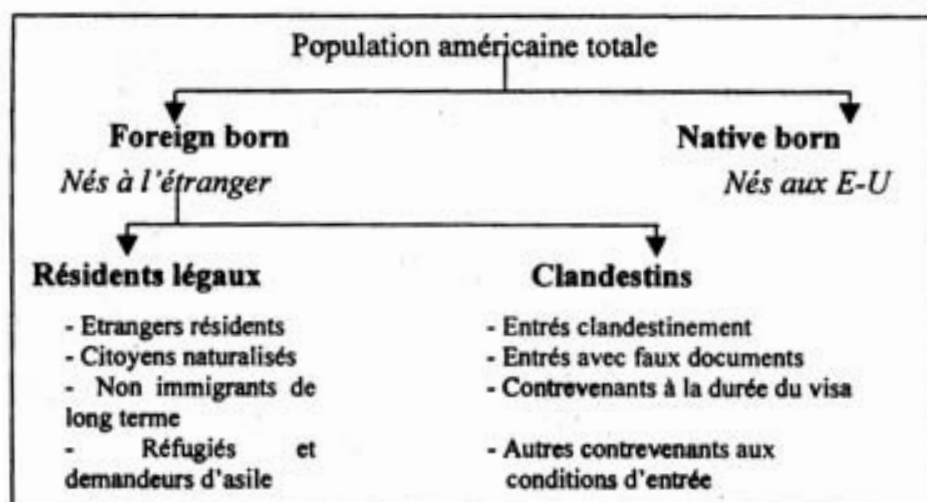 Population américaine totale
Foreign born
Native born
Nés à l'étranger
Nés aux E-U
Résidents légaux
Clandestins
- Etrangers résidents
- Citoyens naturalisés
- Non immigrants de
long terme
- Réfugiés et
demandeurs d'asile
- Entrés clandestinement
- Entrés avec faux documents
- Contrevenants à la durée du visa
- Autres contrevenants aux
conditions d'entrée